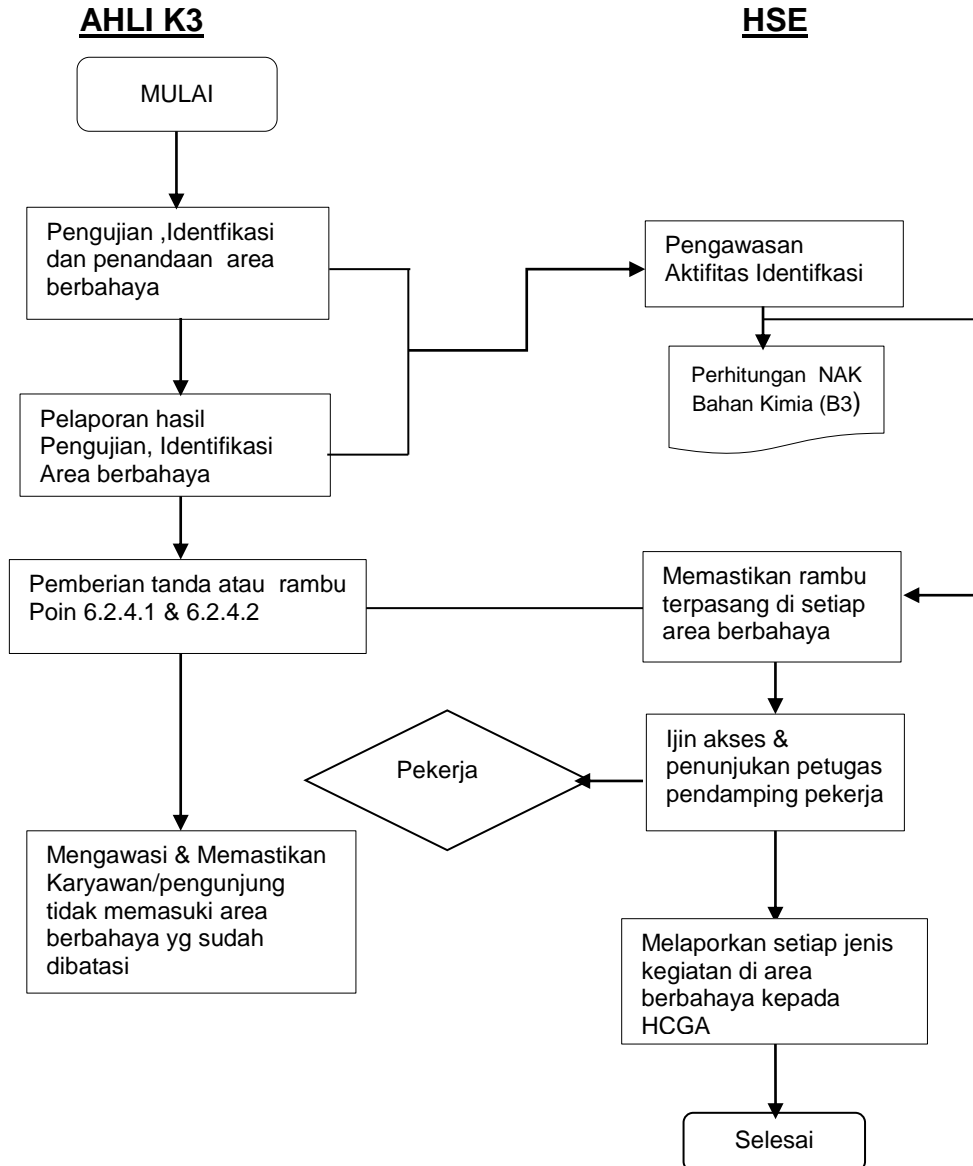 AHLI K3
HSE
MULAI
Pengujian ,Identfikasi
dan penandaan area
berbahaya
Pengawasan
Aktifitas Identifkasi
Perhitungan NAK
Bahan Kimia (B3)
Pelaporan hasil
Pengujian, Identifikasi
Area berbahaya
Pemberian tanda atau rambu
Poin 6.2.4.1 & 6.2.4.2
Memastikan rambu
terpasang di setiap
area berbahaya
Pekerja
Ijin akses &
penunjukan petugas
pendamping pekerja
Mengawasi & Memastikan
Karyawan/pengunjung
tidak memasuki area
berbahaya yg sudah
dibatasi
Melaporkan setiap jenis
kegiatan di area
berbahaya kepada
HCGA
Selesai